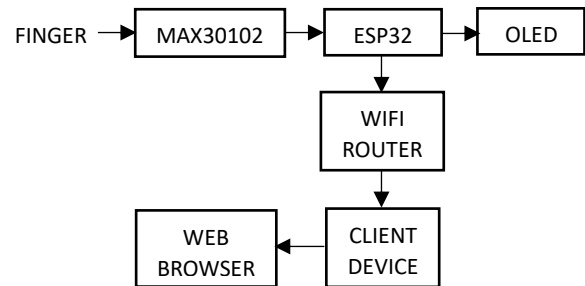 FINGER
MAX30102
ESP32
OLED
WIFI
ROUTER
CLIENT
DEVICE
WEB
BROWSER